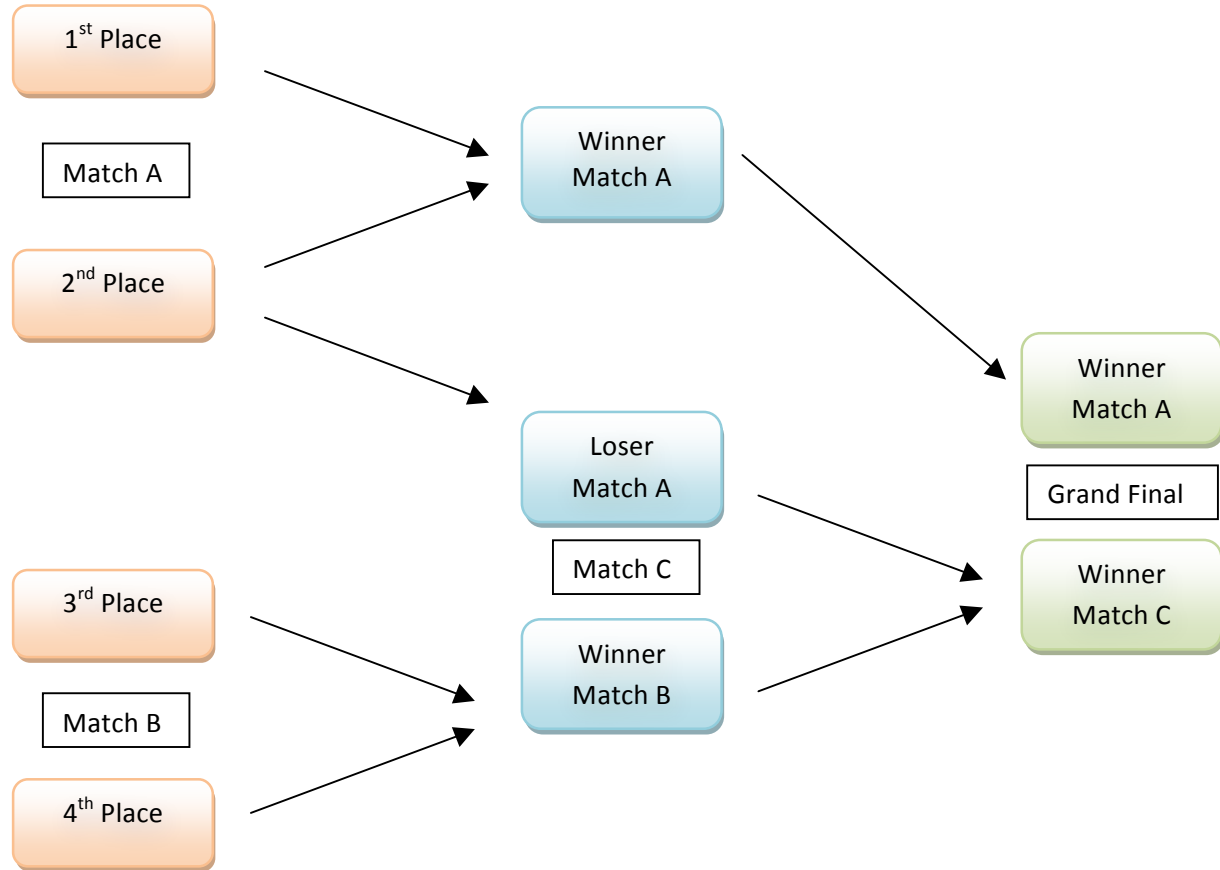 1st Place
Match A
2nd Place
3rd Place
Match B
4th Place
Winner
Match A
Loser
Match A
Match C
Winner
Match B
Winner
Match A
Grand Final
Winner
Match C